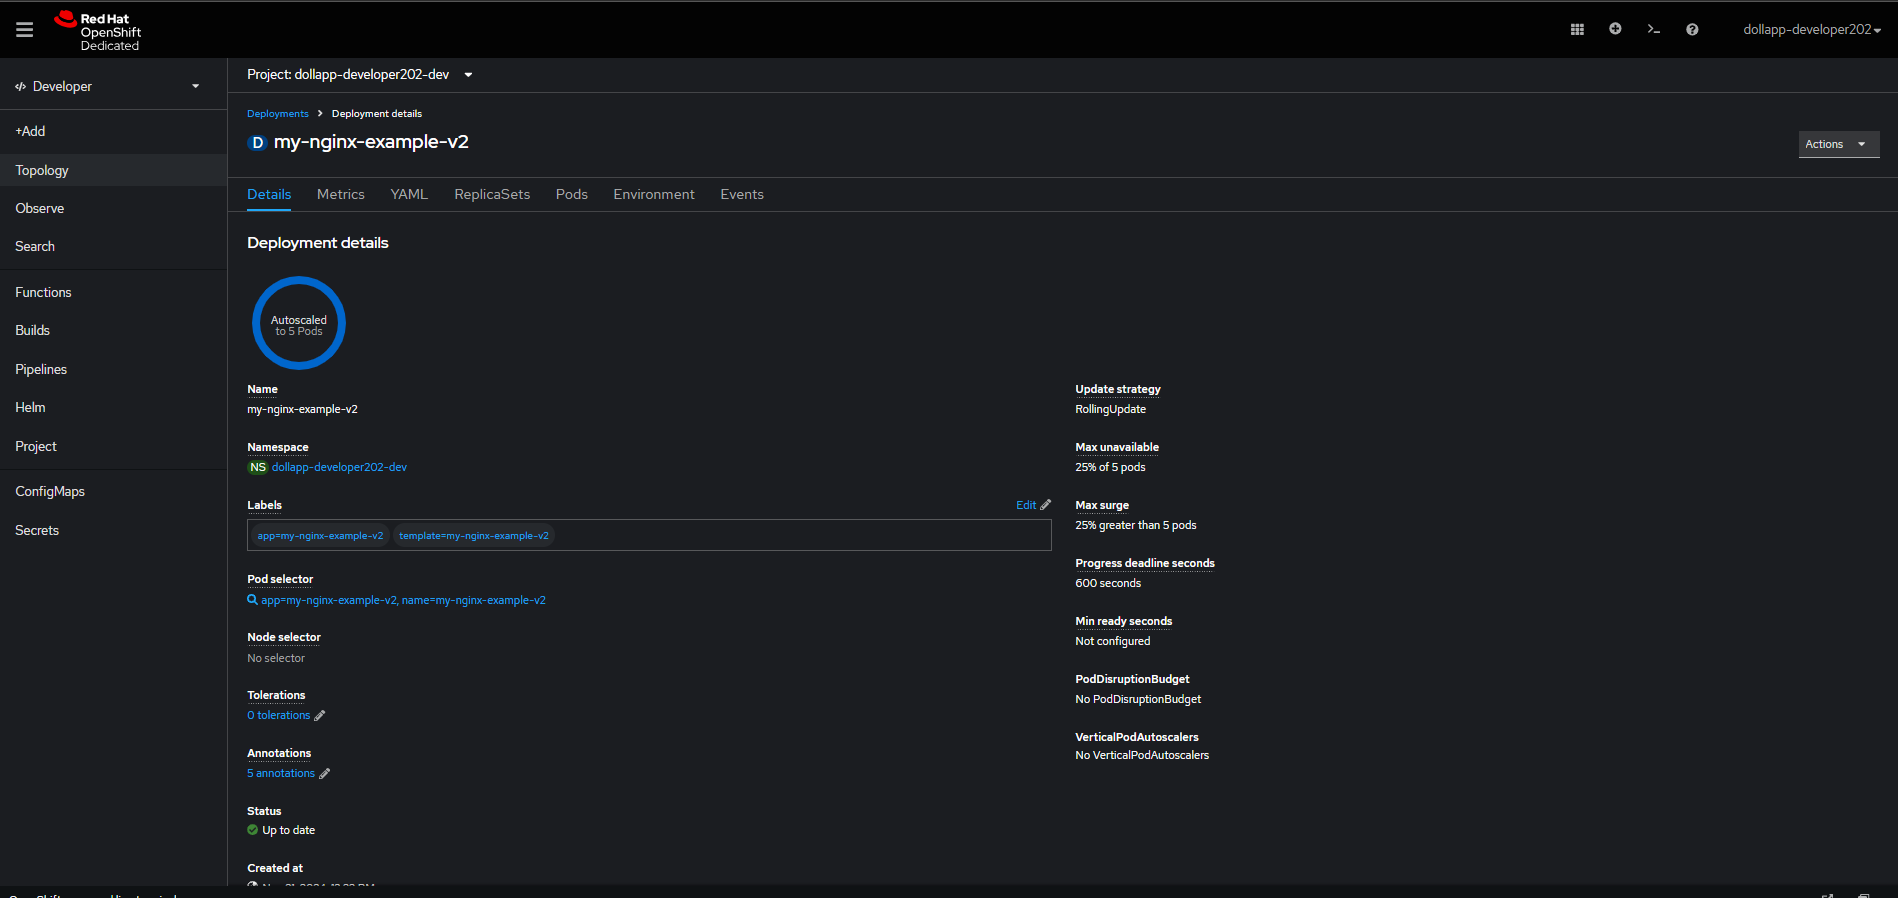 Red Hat
OpenShift
Dedicated
dollapp-developer202
Developer
+Add
Topology
Observe
Search
Functions
Builds
Pipelines
Helm
Project
ConfigMaps
Secrets
Project: dollapp-developer202-dev
Deployments > Deployment details
D my-nginx-example-v2
Actions
Details Metrics YAML ReplicaSets Pods Environment Events
Deployment details
Autoscaled
to 5 Pods
Name
my-nginx-example-v2
Namespace
NS dollapp-developer202-dev
Labels
Edit
app=my-nginx-example-v2 template=my-nginx-example-v2
Pod selector
app=my-nginx-example-v2, name=my-nginx-example-v2
Node selector
No selector
Tolerations
0 tolerations
Annotations
5 annotations
Status
Up to date
Created at
Update strategy
RollingUpdate
Max unavailable
25% of 5 pods
Max surge
25% greater than 5 pods
Progress deadline seconds
600 seconds
Min ready seconds
Not configured
PodDisruptionBudget
No PodDisruptionBudget
VerticalPodAutoscalers
No VerticalPodAutoscalers